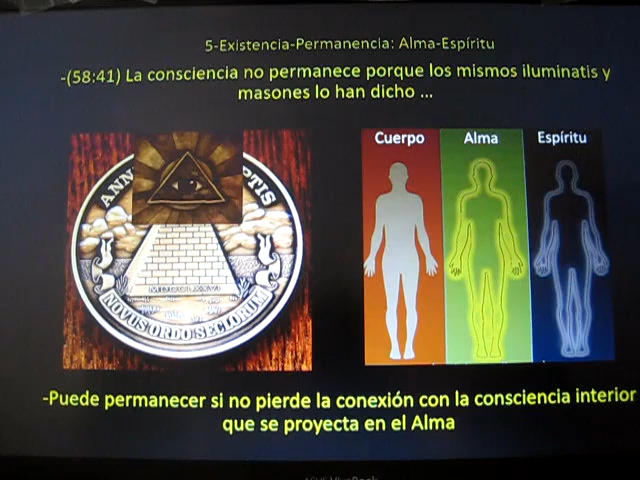 5-Existencia-Permanencia: Alma-Espíritu
-(58:41) La consciencia no permanece porque los mismos iluminatis y
masones lo han dicho ...
Cuerpo
Alma
Espíritu
ANN
PTIS
NOVUS ORDO SECLORUM
-Puede permanecer si no pierde la conexión con la consciencia interior
que se proyecta en el Alma